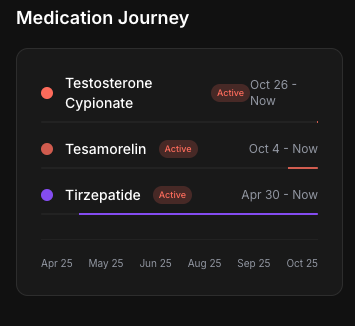 Medication Journey
Testosterone
Cypionate
Active
Oct 26 -
Now
Tesamorelin
Active
Oct 4 - Now
Tirzepatide
Active
Apr 30 - Now
Apr 25 May 25 Jun 25 Aug 25 Sep 25 Oct 25